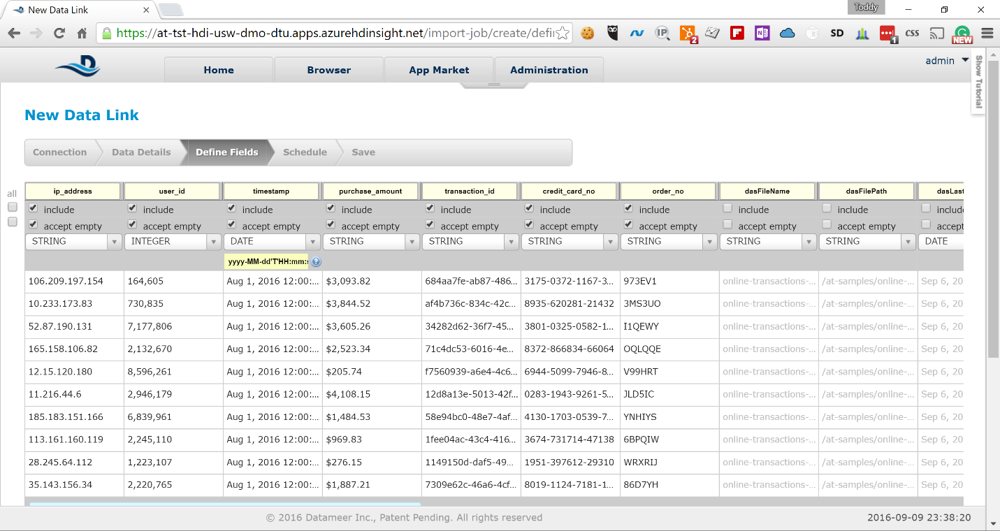 New Data Link
Toddy
https://at-tst-hdi-usw-dmo-dtu.apps.azurehdinsight.net/import-job/create/defi
IP
2
N
SD
1
CSS
NEW
D
Home
Browser
App Market
Administration
admin
Show Tutorial
New Data Link
Connection
Data Details
Define Fields
Schedule
Save
all
ip_address user_id timestamp purchase_amount transaction_id credit_card_no order_no dasFileName dasFilePath dasLast
include include include include include include include include include includ
accept empty accept empty accept empty accept empty accept empty accept empty accept empty accept empty accept empty accept
STRING INTEGER DATE STRING STRING STRING STRING STRING STRING DATE
yyyy-MM-dd'T'HH:mm:s ?
106.209.197.154 164,605 Aug 1, 2016 12:00:... $3,093.82 684aa7fe-ab87-486... 3175-0372-1167-3... 973EV1 online-transactions-... /at-samples/online-... Sep 6, 20
10.233.173.83 730,835 Aug 1, 2016 12:00:... $3,844.52 af4b736c-834c-42c... 8935-620281-21432 3MS3UO online-transactions-... /at-samples/online-... Sep 6, 20
52.87.190.131 7,177,806 Aug 1, 2016 12:00:... $3,605.26 34282d62-36f7-45... 3801-0325-0582-1... I1QEWY online-transactions-... /at-samples/online-... Sep 6, 20
165.158.106.82 2,132,670 Aug 1, 2016 12:00:... $2,523.34 71c4dc53-6016-4e... 8372-866834-66064 OQLQQE online-transactions-... /at-samples/online-... Sep 6, 20
12.15.120.180 8,596,261 Aug 1, 2016 12:00:... $205.74 f7560939-a6e4-4c6... 6944-5099-7946-8... V99HRT online-transactions-... /at-samples/online-... Sep 6, 20
11.216.44.6 2,946,179 Aug 1, 2016 12:00:... $4,108.15 12d8a13e-5013-42f... 0283-1943-9261-5... JLD5IC online-transactions-... /at-samples/online-... Sep 6, 20
185.183.151.166 6,839,961 Aug 1, 2016 12:00:... $1,484.53 58e94bc0-48e7-4af... 4130-1703-0539-7... YNHIYS online-transactions-... /at-samples/online-... Sep 6, 20
113.161.160.119 2,245,110 Aug 1, 2016 12:00:... $969.83 1fee04ac-43c4-416... 3674-731714-47138 6BPQIW online-transactions-... /at-samples/online-... Sep 6, 20
28.245.64.112 1,223,107 Aug 1, 2016 12:00:... $276.15 1149150d-daf5-49... 1951-397612-29310 WRXRIJ online-transactions-... /at-samples/online-... Sep 6, 20
35.143.156.34 2,220,765 Aug 1, 2016 12:00:... $1,887.21 7309e62c-46a6-4cf... 8019-1124-7181-1... 86D7YH online-transactions-... /at-samples/online-... Sep 6, 20
© 2016 Datameer Inc., Patent Pending. All rights reserved
2016-09-09 23:38:20